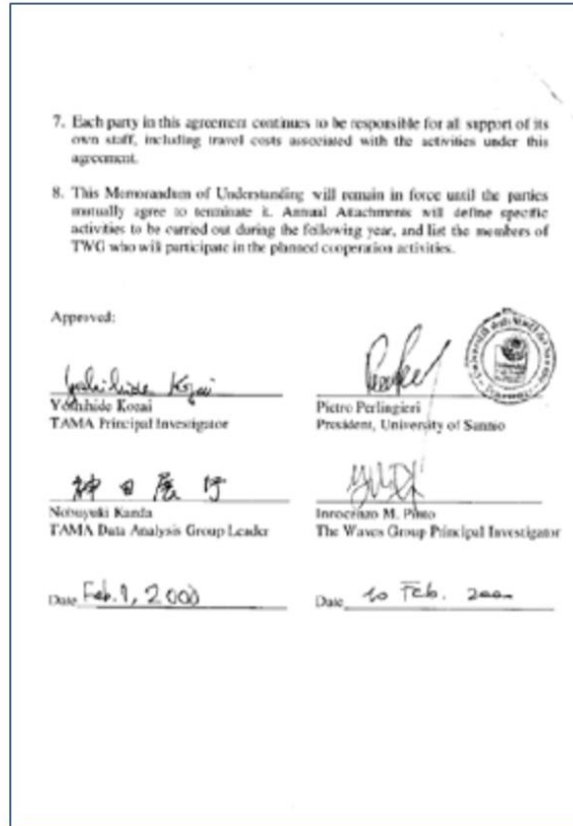 7. Each party in this agreement continues to be responsible for all support of its
own staff, including travel costs associated with the activities under this
agreement.
8. This Memorandum of Understanding will remain in force until the parties
mutually agree to terminate it. Annual Attachments will define specific
activities to be carried out during the following year, and list the members of
TWG who will participate in the planned cooperation activities.
Approved:
Yoshihide Kozai
Yoshihide Kozai
TAMA Principal Investigator
Pietro Perlingieri
President, University of Sannio
神田展行
Nobuyuki Kanda
TAMA Data Analysis Group Leader
Innocenzo M. Pinto
The Waves Group Principal Investigator
Date Feb. 9, 2000
Date 10 Feb. 2000